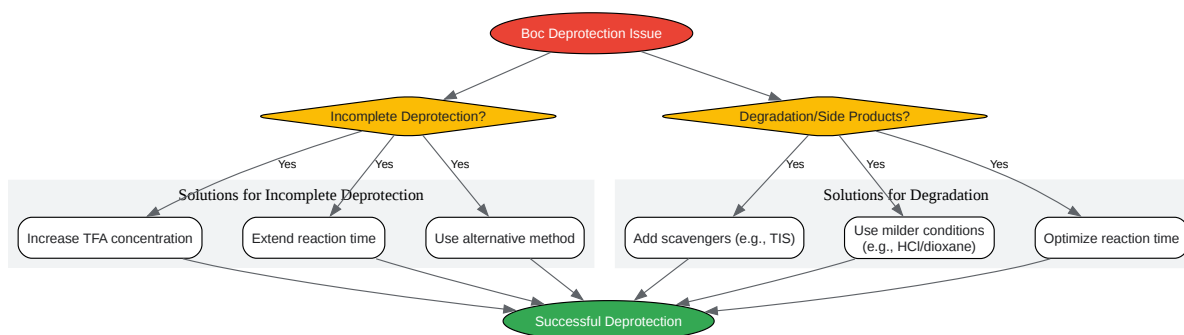 Boc Deprotection Issue
Incomplete Deprotection?
Degradation/Side Products?
Yes
Yes
Yes
Yes
Yes
Yes
Solutions for Incomplete Deprotection
Solutions for Degradation
Increase TFA concentration
Extend reaction time
Use alternative method
Add scavengers (e.g., TIS)
Use milder conditions
(e.g., HCl/dioxane)
Optimize reaction time
Successful Deprotection